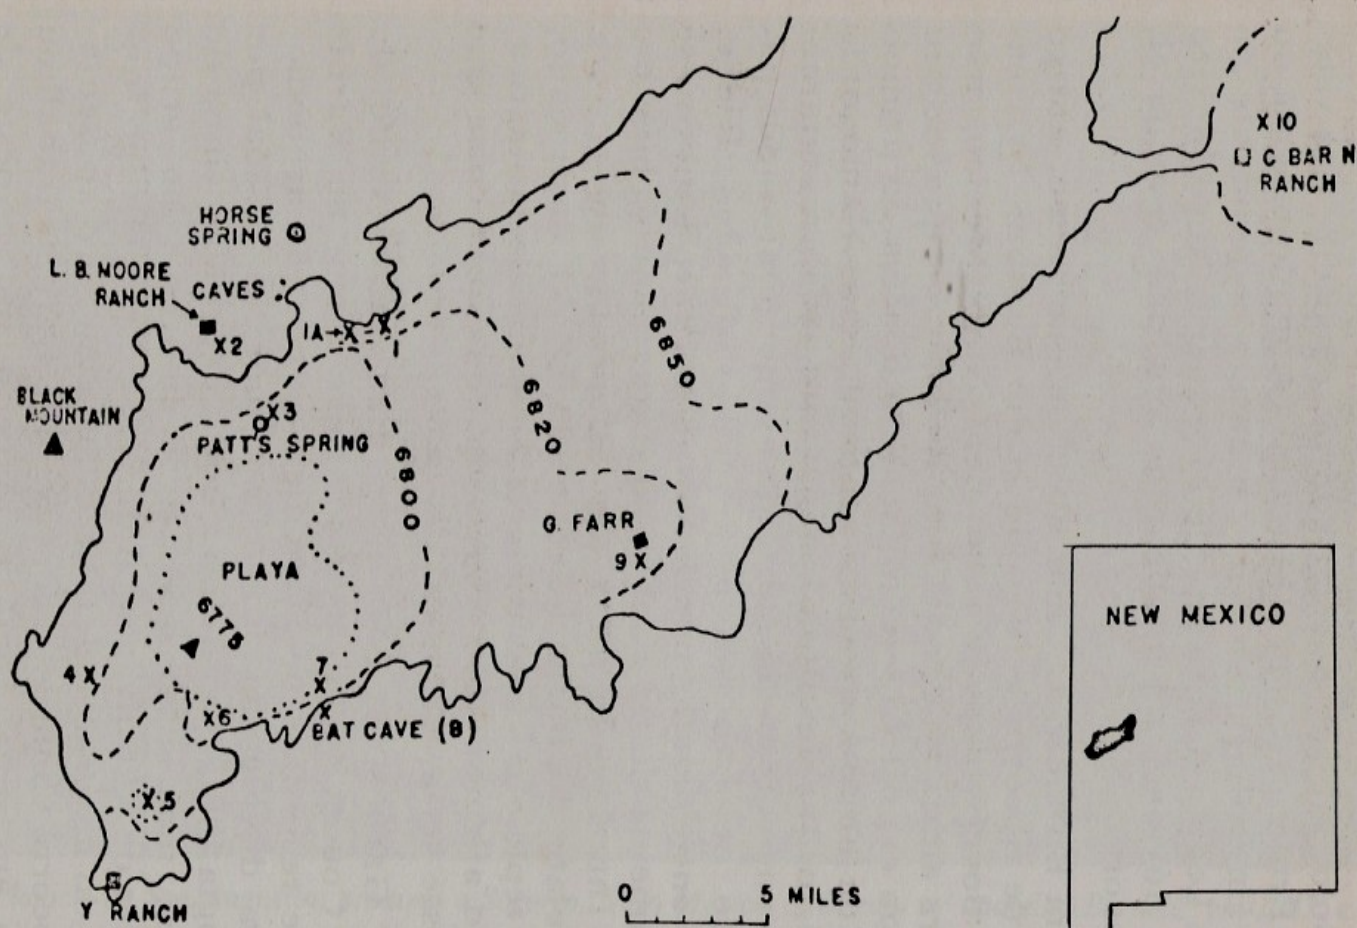 X 10
C BAR N
RANCH
HORSE
SPRING
L. B. MOORE
RANCH
CAVES
1A
X
X
X2
BLACK
MOUNTAIN
X3
PATT'S SPRING
6800
6820
6850
G. FARR
9 X
PLAYA
6775
4 X
7
X
X6
X
BAT CAVE (8)
X 5
Y RANCH
0 5 MILES
NEW MEXICO